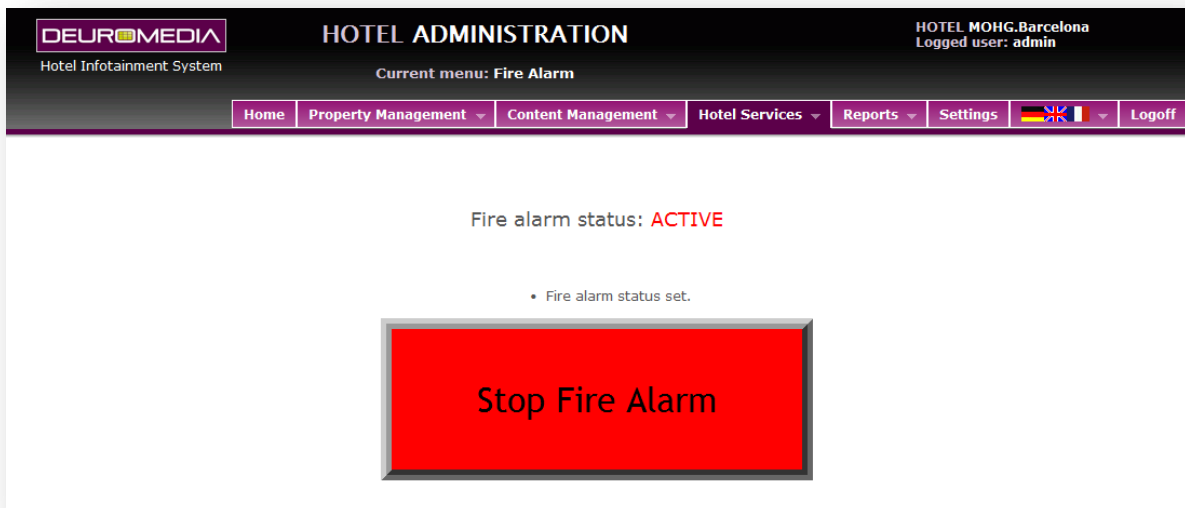 DEUROMEDIA
Hotel Infotainment System
HOTEL ADMINISTRATION
Current menu: Fire Alarm
HOTEL MOHG.Barcelona
Logged user: admin
Home Property Management Content Management Hotel Services Reports Settings Logoff
Fire alarm status: ACTIVE
• Fire alarm status set.
Stop Fire Alarm